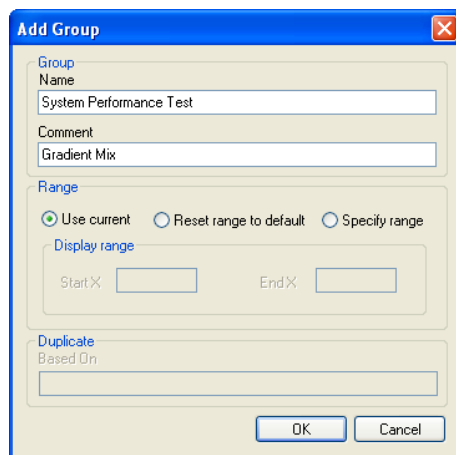 Add Group
Group
Name
System Performance Test
Comment
Gradient Mix
Range
Use current Reset range to default Specify range
Display range
Start X End X
Duplicate
Based On
OK Cancel